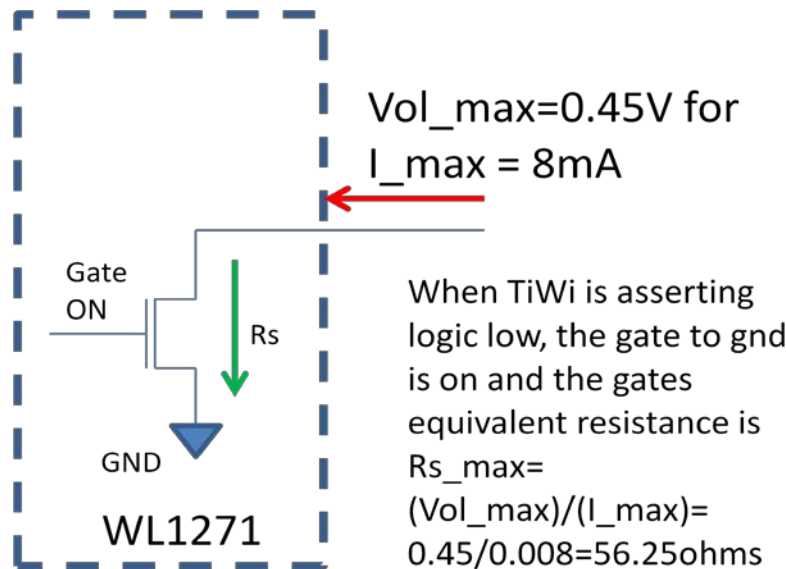 Vol_max=0.45V for
I_max = 8mA
Gate
ON
Rs
GND
WL1271
When TiWi is asserting
logic low, the gate to gnd
is on and the gates
equivalent resistance is
Rs_max=
(Vol_max)/(I_max)=
0.45/0.008=56.25ohms